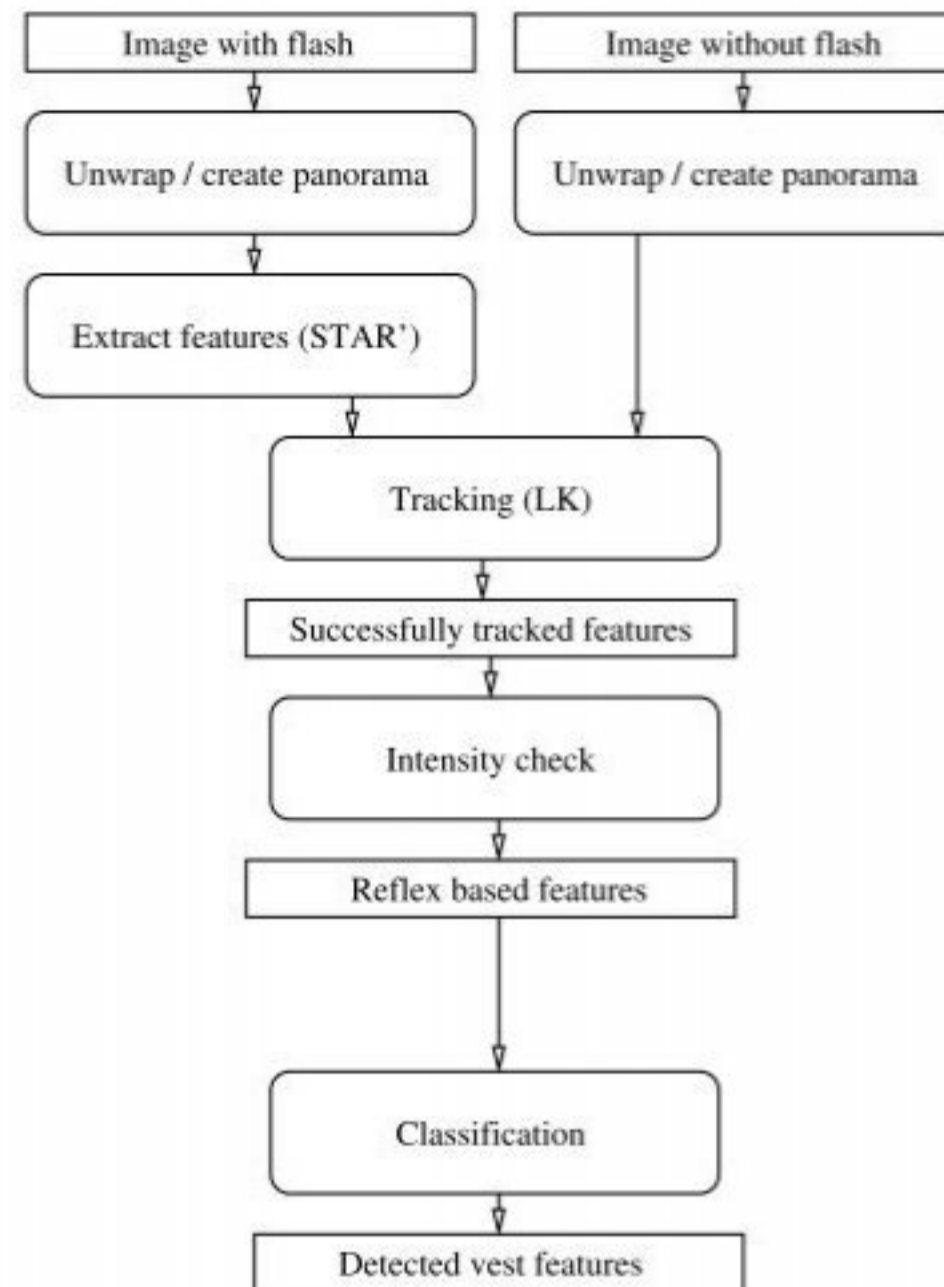 Image with flash
Image without flash
Unwrap / create panorama
Unwrap / create panorama
Extract features (STAR’)
Tracking (LK)
Successfully tracked features
Intensity check
Reflex based features
Classification
Detected vest features